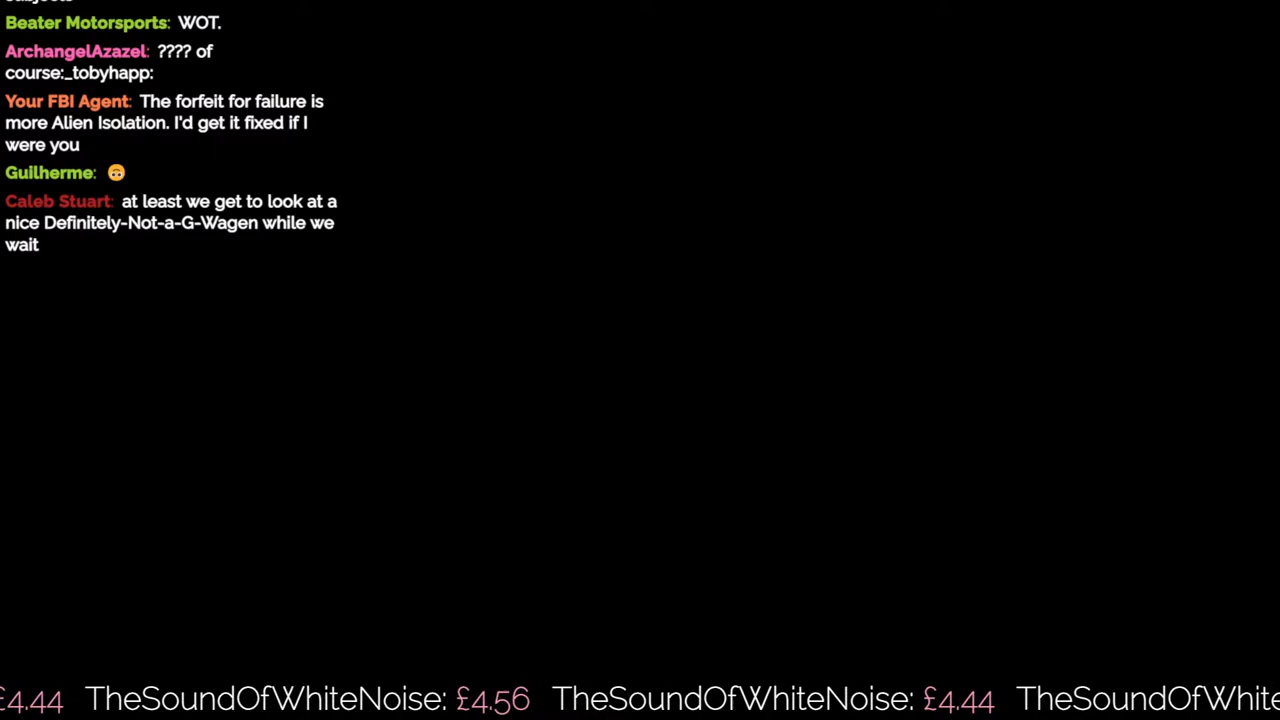 subjects
Beater Motorsports: WOT.
ArchangelAzazel: ???? of
course:_tobyhapp:
Your FBI Agent: The forfeit for failure is
more Alien Isolation. I'd get it fixed if I
were you
Guilherme: 🙃
Caleb Stuart: at least we get to look at a
nice Definitely-Not-a-G-Wagen while we
wait
£4.44 TheSoundOfWhiteNoise: £4.56 TheSoundOfWhiteNoise: £4.44 TheSoundOfWhite